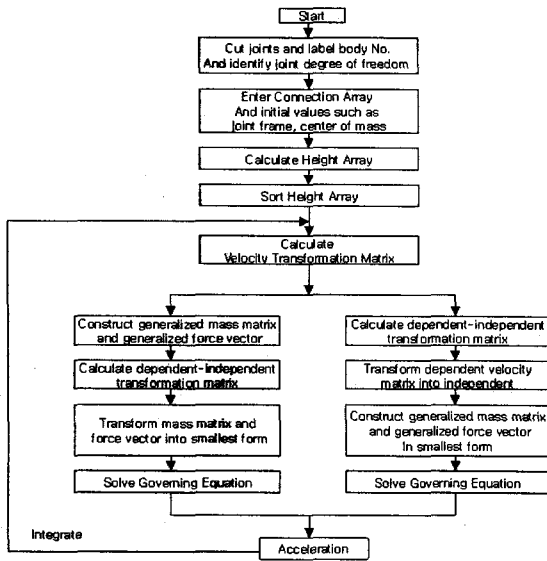 Start
Cut joints and label body No.
And identify joint degree of freedom
Enter Connection Array
And initial values such as
joint frame, center of mass
Calculate Height Array
Sort Height Array
Calculate
Velocity Transformation Matrix
Construct generalized mass matrix
and generalized force vector
Calculate dependent-independent
transformation matrix
Transform mass matrix and
force vector into smallest form
Solve Governing Equation
Calculate dependent-independent
transformation matrix
Transform dependent velocity
matrix into independent
Construct generalized mass matrix
and generalized force vector
In smallest form
Solve Governing Equation
Integrate
Acceleration